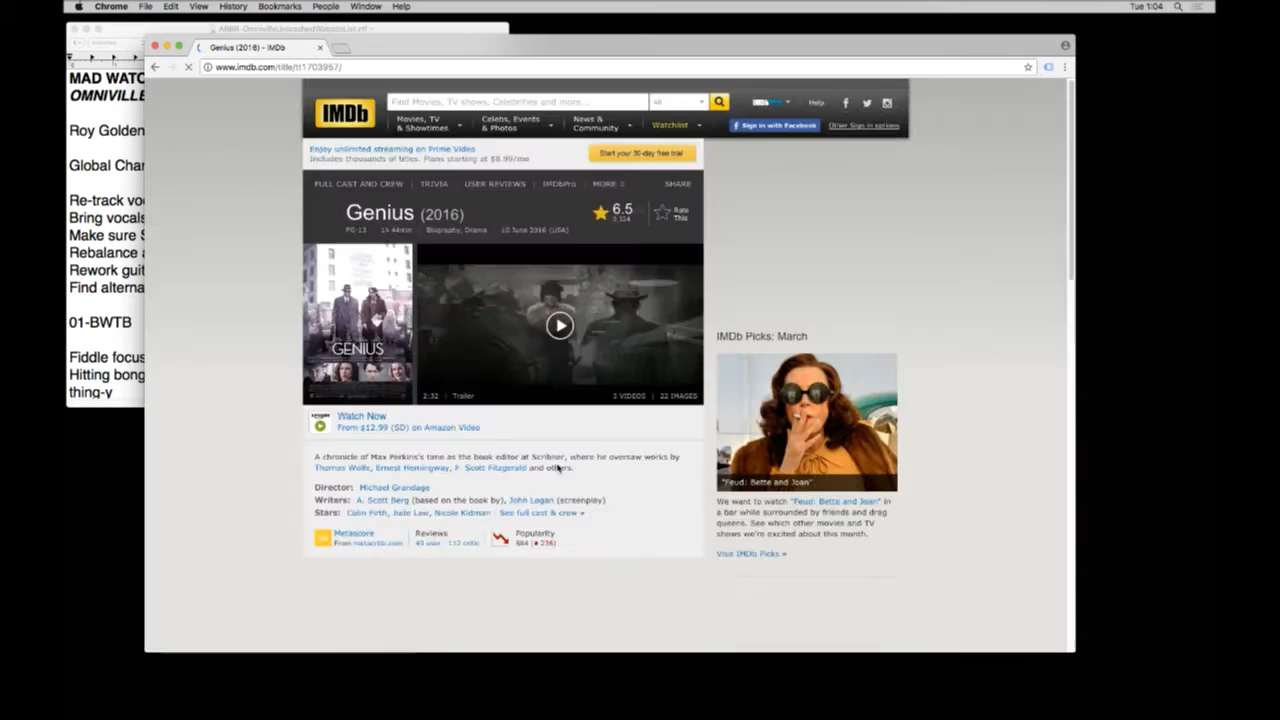 Chrome File Edit View History Bookmarks People Window Help Tue 1:04
MAD WATC
OMNIVILLE
Roy Golden
Global Char
Re-track vo
Bring vocals
Make sure S
Rebalance a
Rework guit
Find alterna
01-BWTB
Fiddle focus
Hitting bong
thing-y
Genius (2016) - IMDb
www.imdb.com/title/tt1703957/
IMDb
Find Movies, TV shows, Celebrities and more...
All
Help
Movies, TV
& Showtimes
Celebs, Events
& Photos
News &
Community
Watchlist
Sign in with Facebook
Other Sign in options
Enjoy unlimited streaming on Prime Video
Includes thousands of titles. Plans starting at $8.99/mo
Start your 30-day free trial
FULL CAST AND CREW TRIVIA USER REVIEWS IMDbPro MORE SHARE
Genius (2016)
6.5
Rate
This
PG-13 1h 44min Biography, Drama 10 June 2016 (USA)
GENIUS
2:32 Trailer
3 VIDEOS 22 IMAGES
Watch Now
From $12.99 (SD) on Amazon Video
A chronicle of Max Perkins's time as the book editor at Scribner, where he oversaw works by
Thomas Wolfe, Ernest Hemingway, F. Scott Fitzgerald and others.
Director: Michael Grandage
Writers: A. Scott Berg (based on the book by), John Logan (screenplay)
Stars: Colin Firth, Jude Law, Nicole Kidman See full cast & crew »
Metascore
From metacritic.com
Reviews
Popularity
IMDb Picks: March
"Feud: Bette and Joan"
We want to watch "Feud: Bette and Joan" in
a bar while surrounded by friends and drag
queens. See which other movies and TV
shows we're excited about this month.
Visit IMDb Picks »